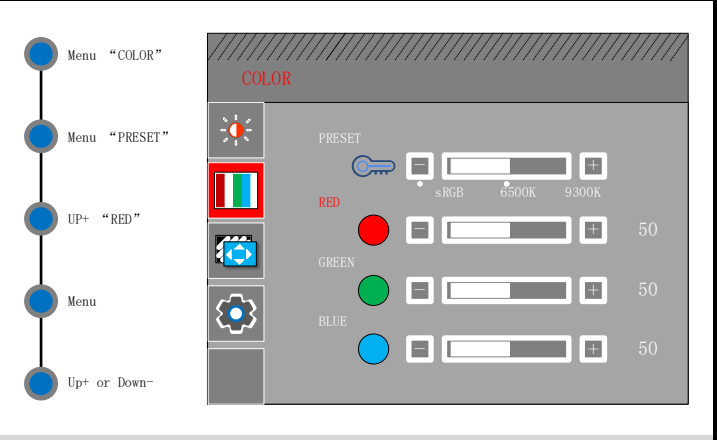 Menu “COLOR”
Menu “PRESET”
UP+ “RED”
Menu
Up+ or Down-
COLOR
PRESET
sRGB 6500K 9300K
RED
50
GREEN
50
BLUE
50